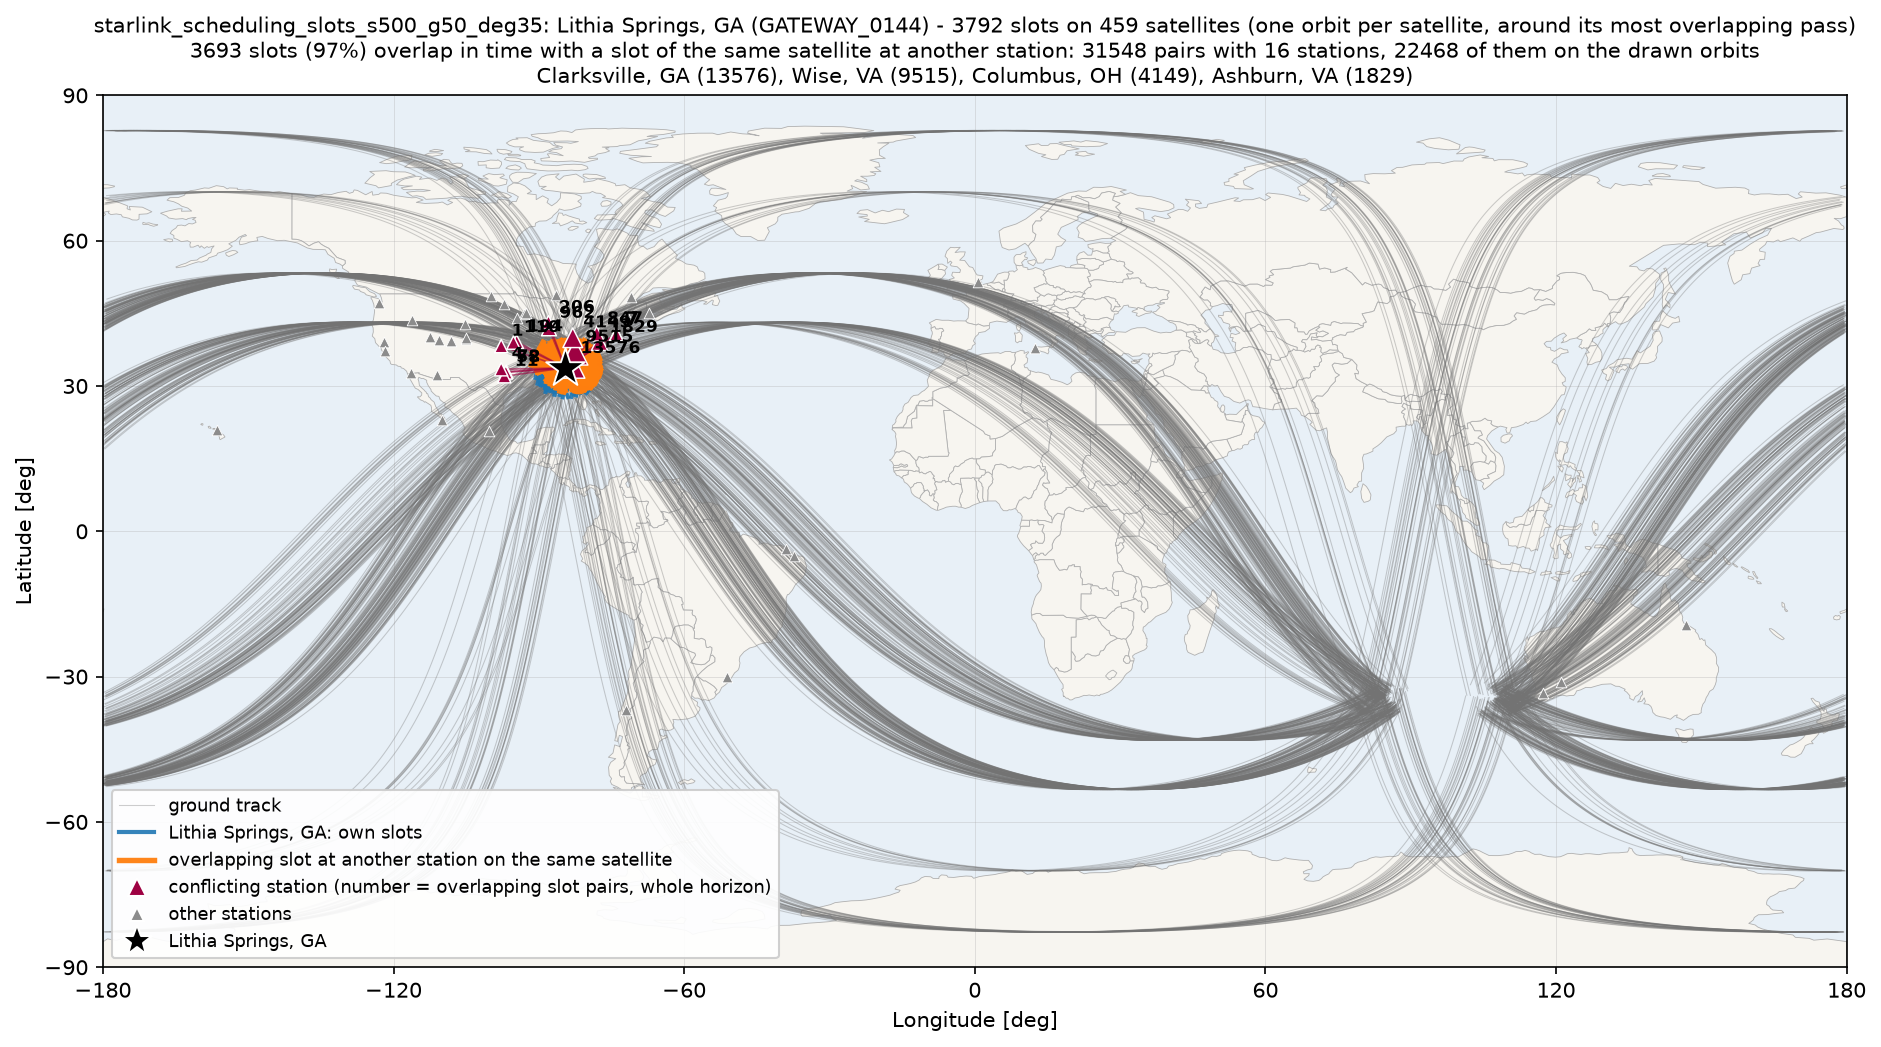 starlink_scheduling_slots_s500_g50_deg35: Lithia Springs, GA (GATEWAY_0144) - 3792 slots on 459 satellites (one orbit per satellite, around its most overlapping pass)
3693 slots (97%) overlap in time with a slot of the same satellite at another station: 31548 pairs with 16 stations, 22468 of them on the drawn orbits
Clarksville, GA (13576), Wise, VA (9515), Columbus, OH (4149), Ashburn, VA (1829)
90
60
30
0
−30
−60
−90
Latitude [deg]
206
962
1829
9515
13576
11
ground track
Lithia Springs, GA: own slots
overlapping slot at another station on the same satellite
conflicting station (number = overlapping slot pairs, whole horizon)
other stations
Lithia Springs, GA
−180
−120
−60
0
60
120
180
Longitude [deg]